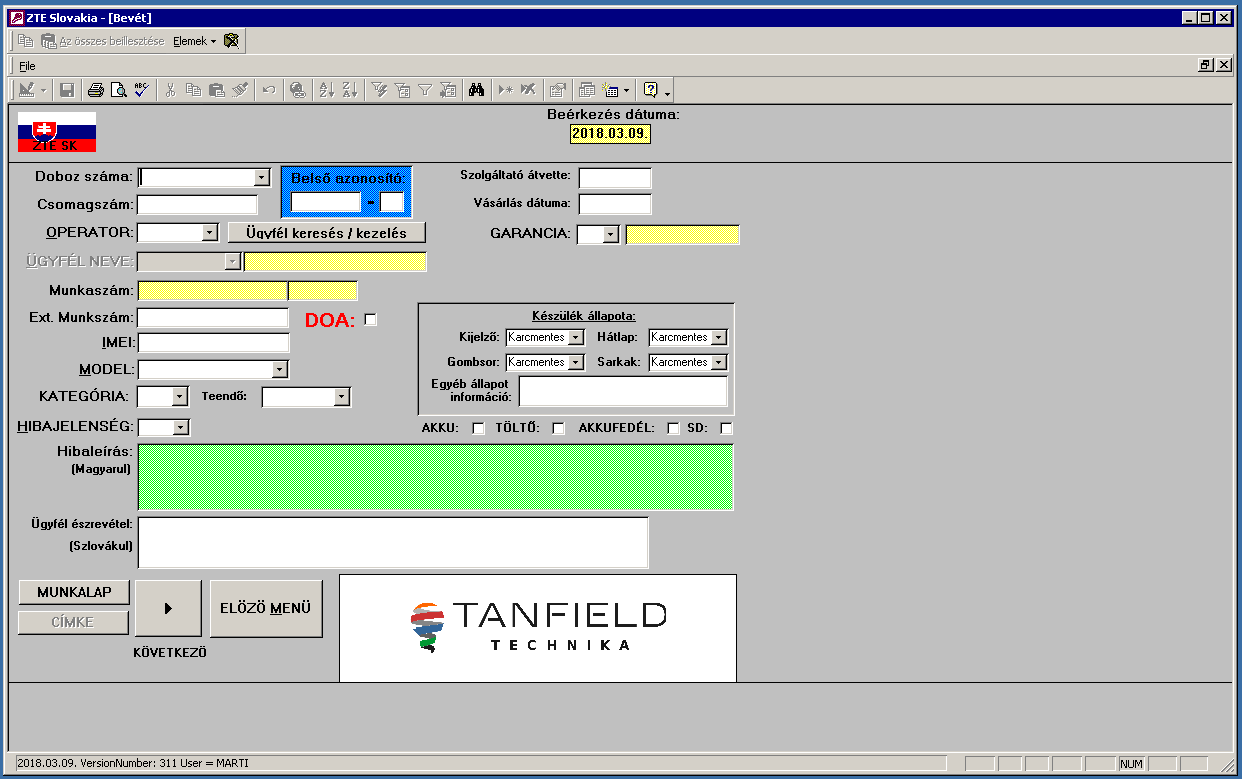 ZTE Slovakia - [Bevét]
Az összes beillesztése Elemek
File
ABC
A Z Z A
Beérkezés dátuma:
2018.03.09.
ZTE SK
Doboz száma: Belső azonosító: Szolgáltató átvette:
Csomagszám: - Vásárlás dátuma:
OPERATOR: Ügyfél keresés / kezelés GARANCIA:
ÜGYFÉL NEVE:
Munkaszám:
Ext. Munkszám: DOA: Készülék állapota:
IMEI: Kijelző: Karcmentes Hátlap: Karcmentes
MODEL: Gombsor: Karcmentes Sarkak: Karcmentes
KATEGÓRIA: Teendő: Egyéb állapot
információ:
HIBAJELENSÉG: AKKU: TÖLTŐ: AKKUFEDÉL: SD:
Hibaleírás:
(Magyarul)
Ügyfél észrevétel:
(Szlovákul)
MUNKALAP
CÍMKE
ELÖZÖ MENÜ
KÖVETKEZÖ
TANFIELD
TECHNIKA
2018.03.09. VersionNumber: 311 User = MARTI NUM